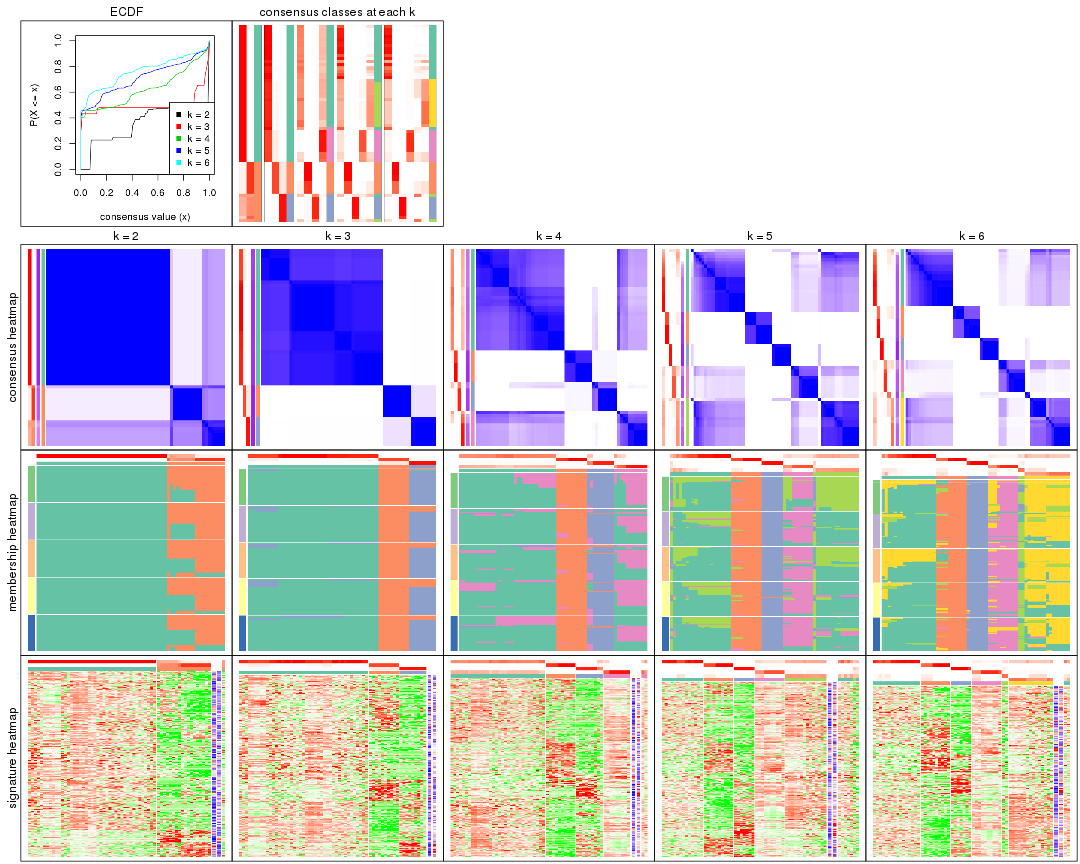 ECDF
consensus classes at each k
P(X <= x)
0.0 0.2 0.4 0.6 0.8 1.0
k = 2
k = 3
k = 4
k = 5
k = 6
0.0 0.2 0.4 0.6 0.8 1.0
consensus value (x)
k = 2
k = 3
k = 4
k = 5
k = 6
consensus heatmap
membership heatmap
signature heatmap